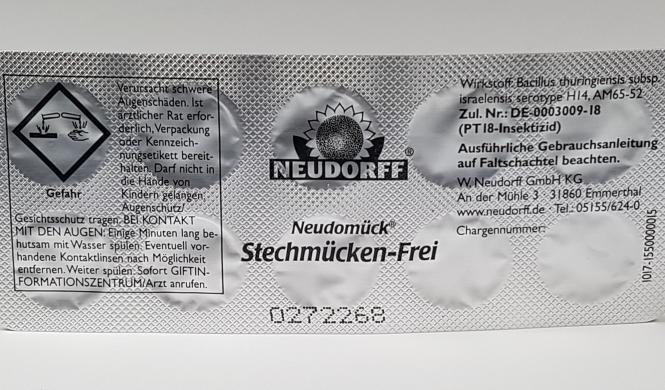 Verursacht schwere
Augenschäden. Ist
ärztlicher Rat erfor-
derlich, Verpackung
oder Kennzeich-
nungsetikett bereit-
halten. Darf nicht in
die Hände von
Kindern gelangen.
Augenschutz/
Gefahr
Gesichtsschutz tragen. BEI KONTAKT
MIT DEN AUGEN: Einige Minuten lang be-
hutsam mit Wasser spülen. Eventuell vor-
handene Kontaktlinsen nach Möglichkeit
entfernen. Weiter spülen. Sofort GIFTIN-
FORMATIONSZENTRUM/Arzt anrufen.
NEUDORFF®
Neudomück®
Stechmücken-Frei
0272268
Wirkstoff: Bacillus thuringiensis subsp.
israelensis serotype H14, AM65-52
Zul. Nr.: DE-0003009-18
(PT18-Insektizid)
Ausführliche Gebrauchsanleitung
auf Faltschachtel beachten.
W. Neudorff GmbH KG
An der Mühle 3 · 31860 Emmerthal
www.neudorff.de · Tel.: 05155/624-0
Chargennummer:
1017-1550000015